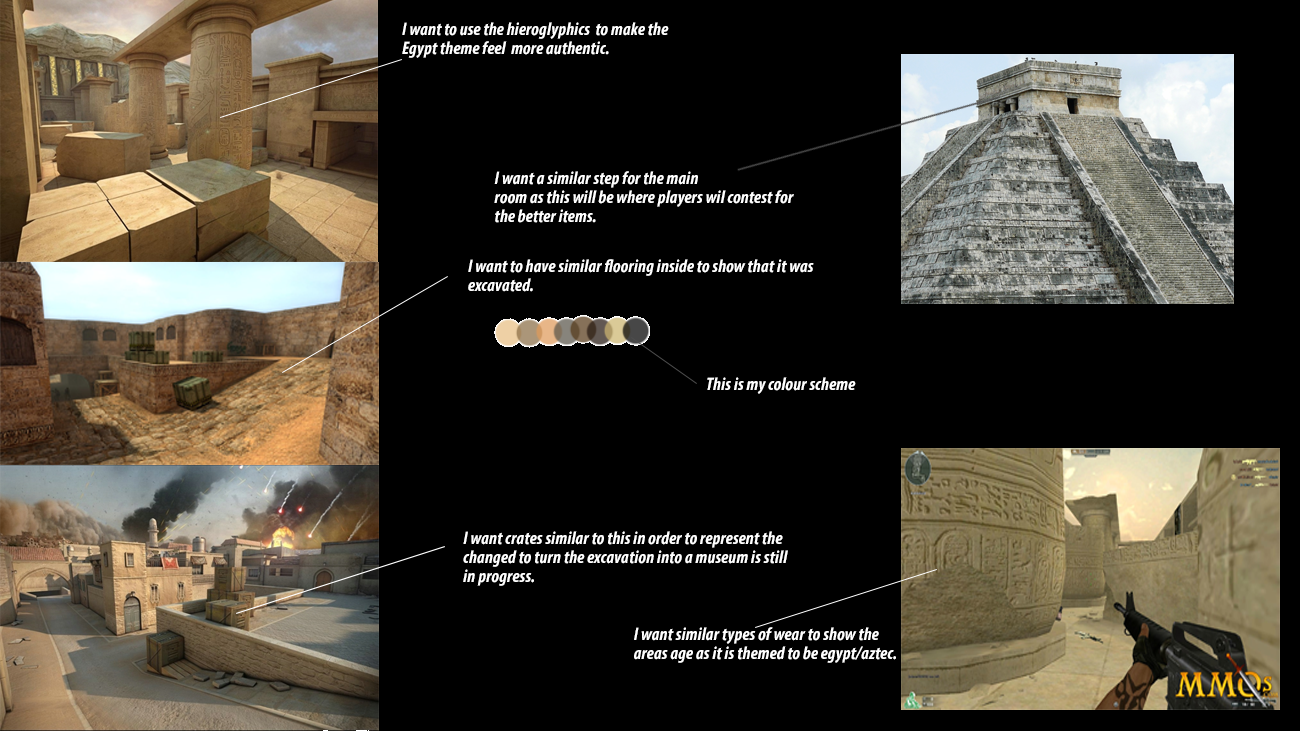 I want to use the hieroglyphics to make the
Egypt theme feel more authentic.
I want a similar step for the main
room as this will be where players wil contest for
the better items.
I want to have similar flooring inside to show that it was
excavated.
This is my colour scheme
I want crates similar to this in order to represent the
changed to turn the excavation into a museum is still
in progress.
I want similar types of wear to show the
areas age as it is themed to be egypt/aztec.
MMOs